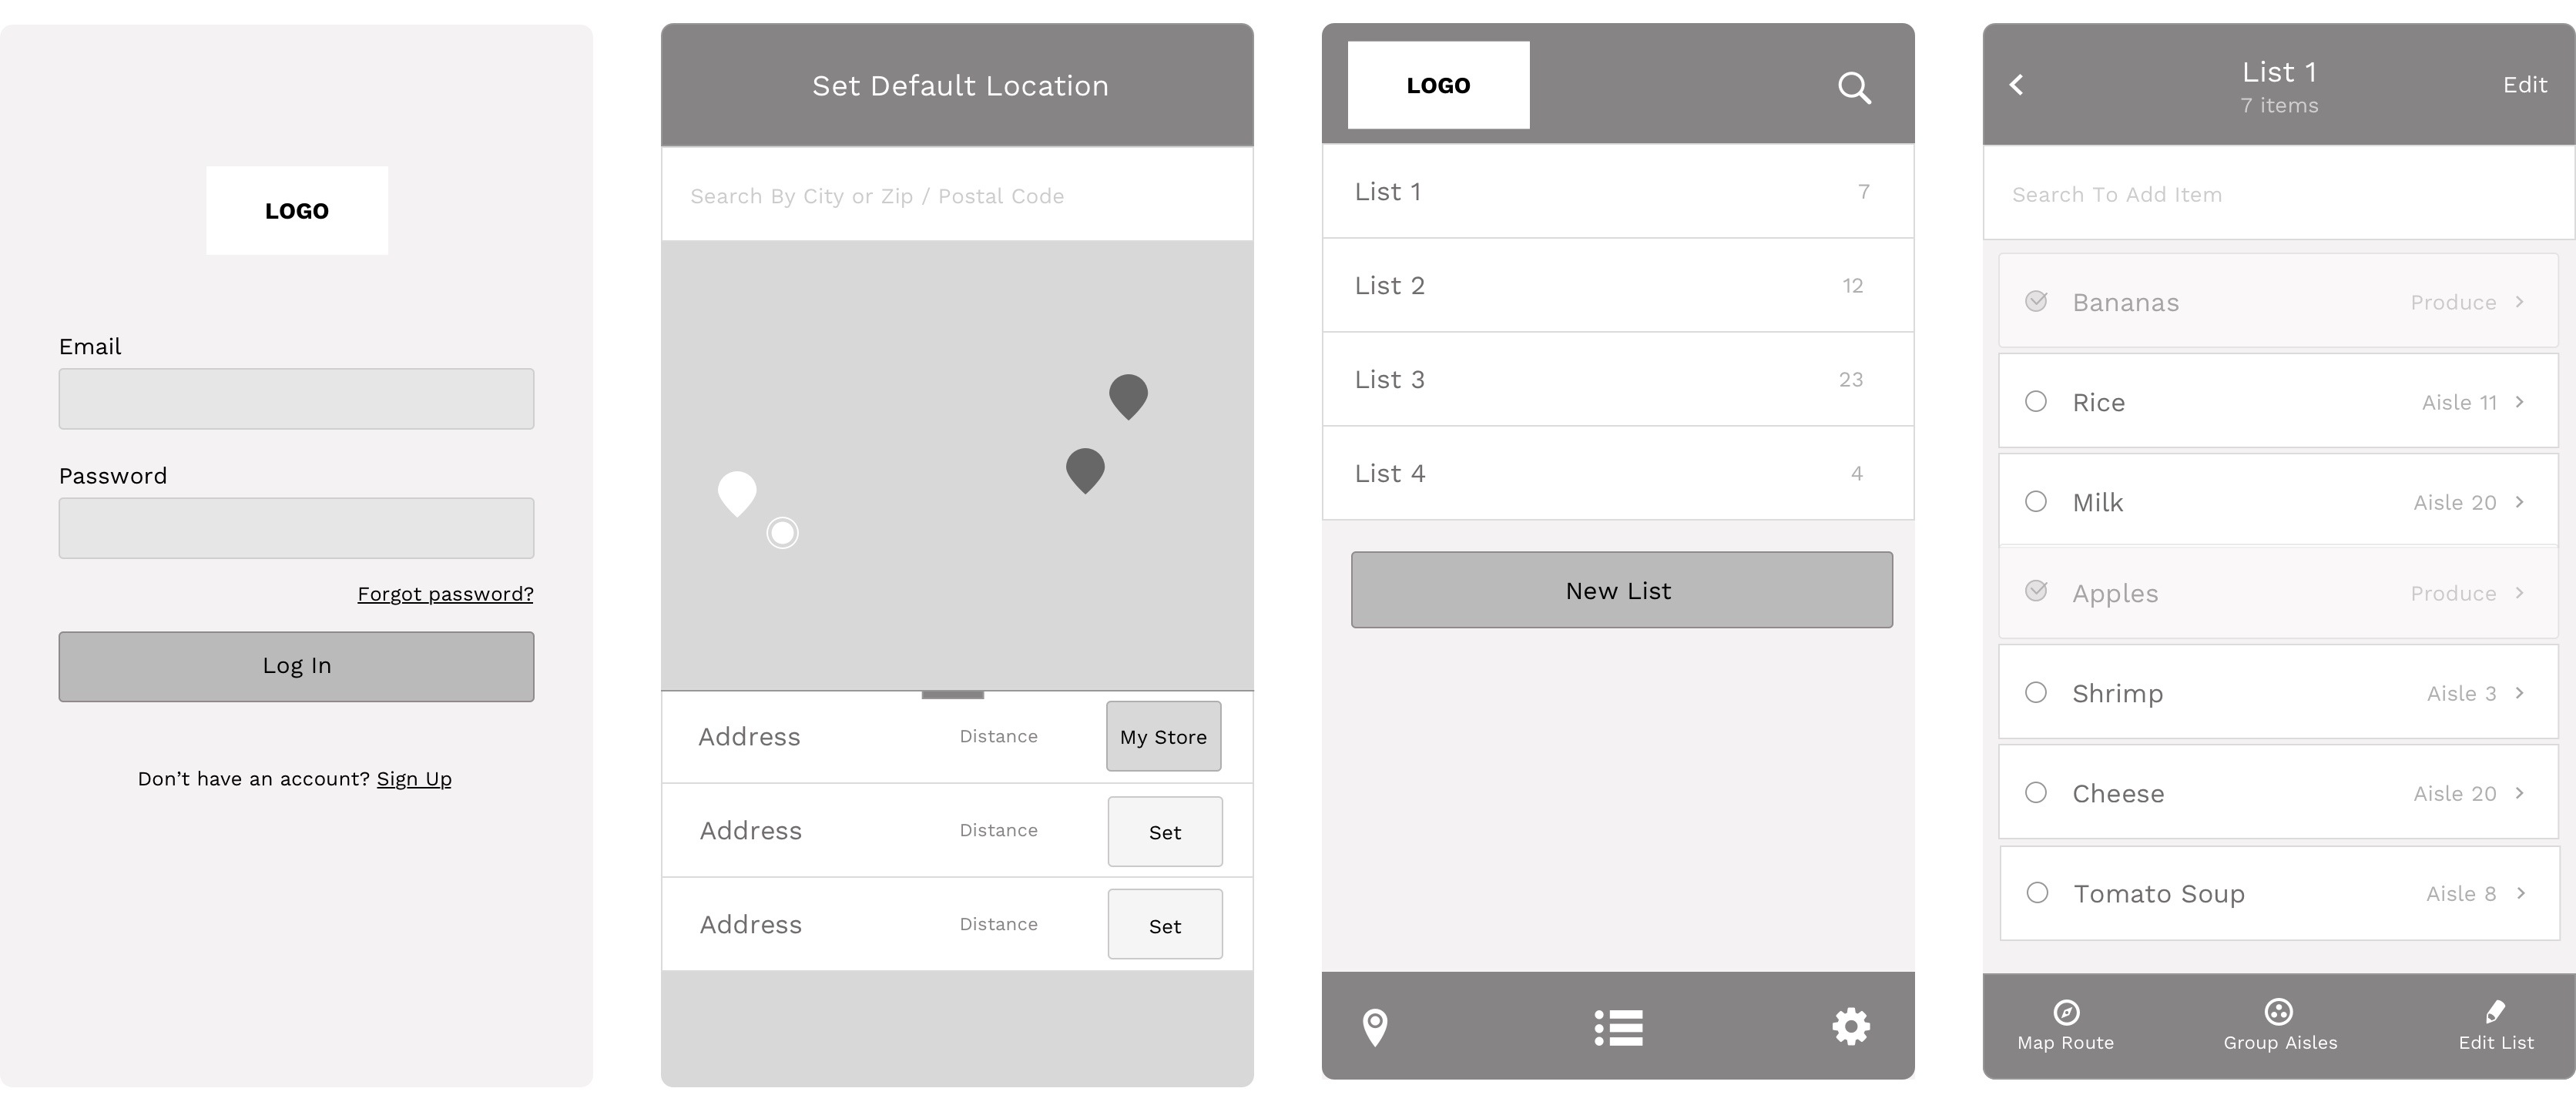 LOGO
Email
Password
Forgot password?
Log In
Don’t have an account? Sign Up
Set Default Location
Search By City or Zip / Postal Code
Address Distance My Store
Address Distance Set
Address Distance Set
LOGO
List 1 7
List 2 12
List 3 23
List 4 4
New List
List 1
7 items
Edit
Search To Add Item
Bananas Produce
Rice Aisle 11
Milk Aisle 20
Apples Produce
Shrimp Aisle 3
Cheese Aisle 20
Tomato Soup Aisle 8
Map Route Group Aisles Edit List